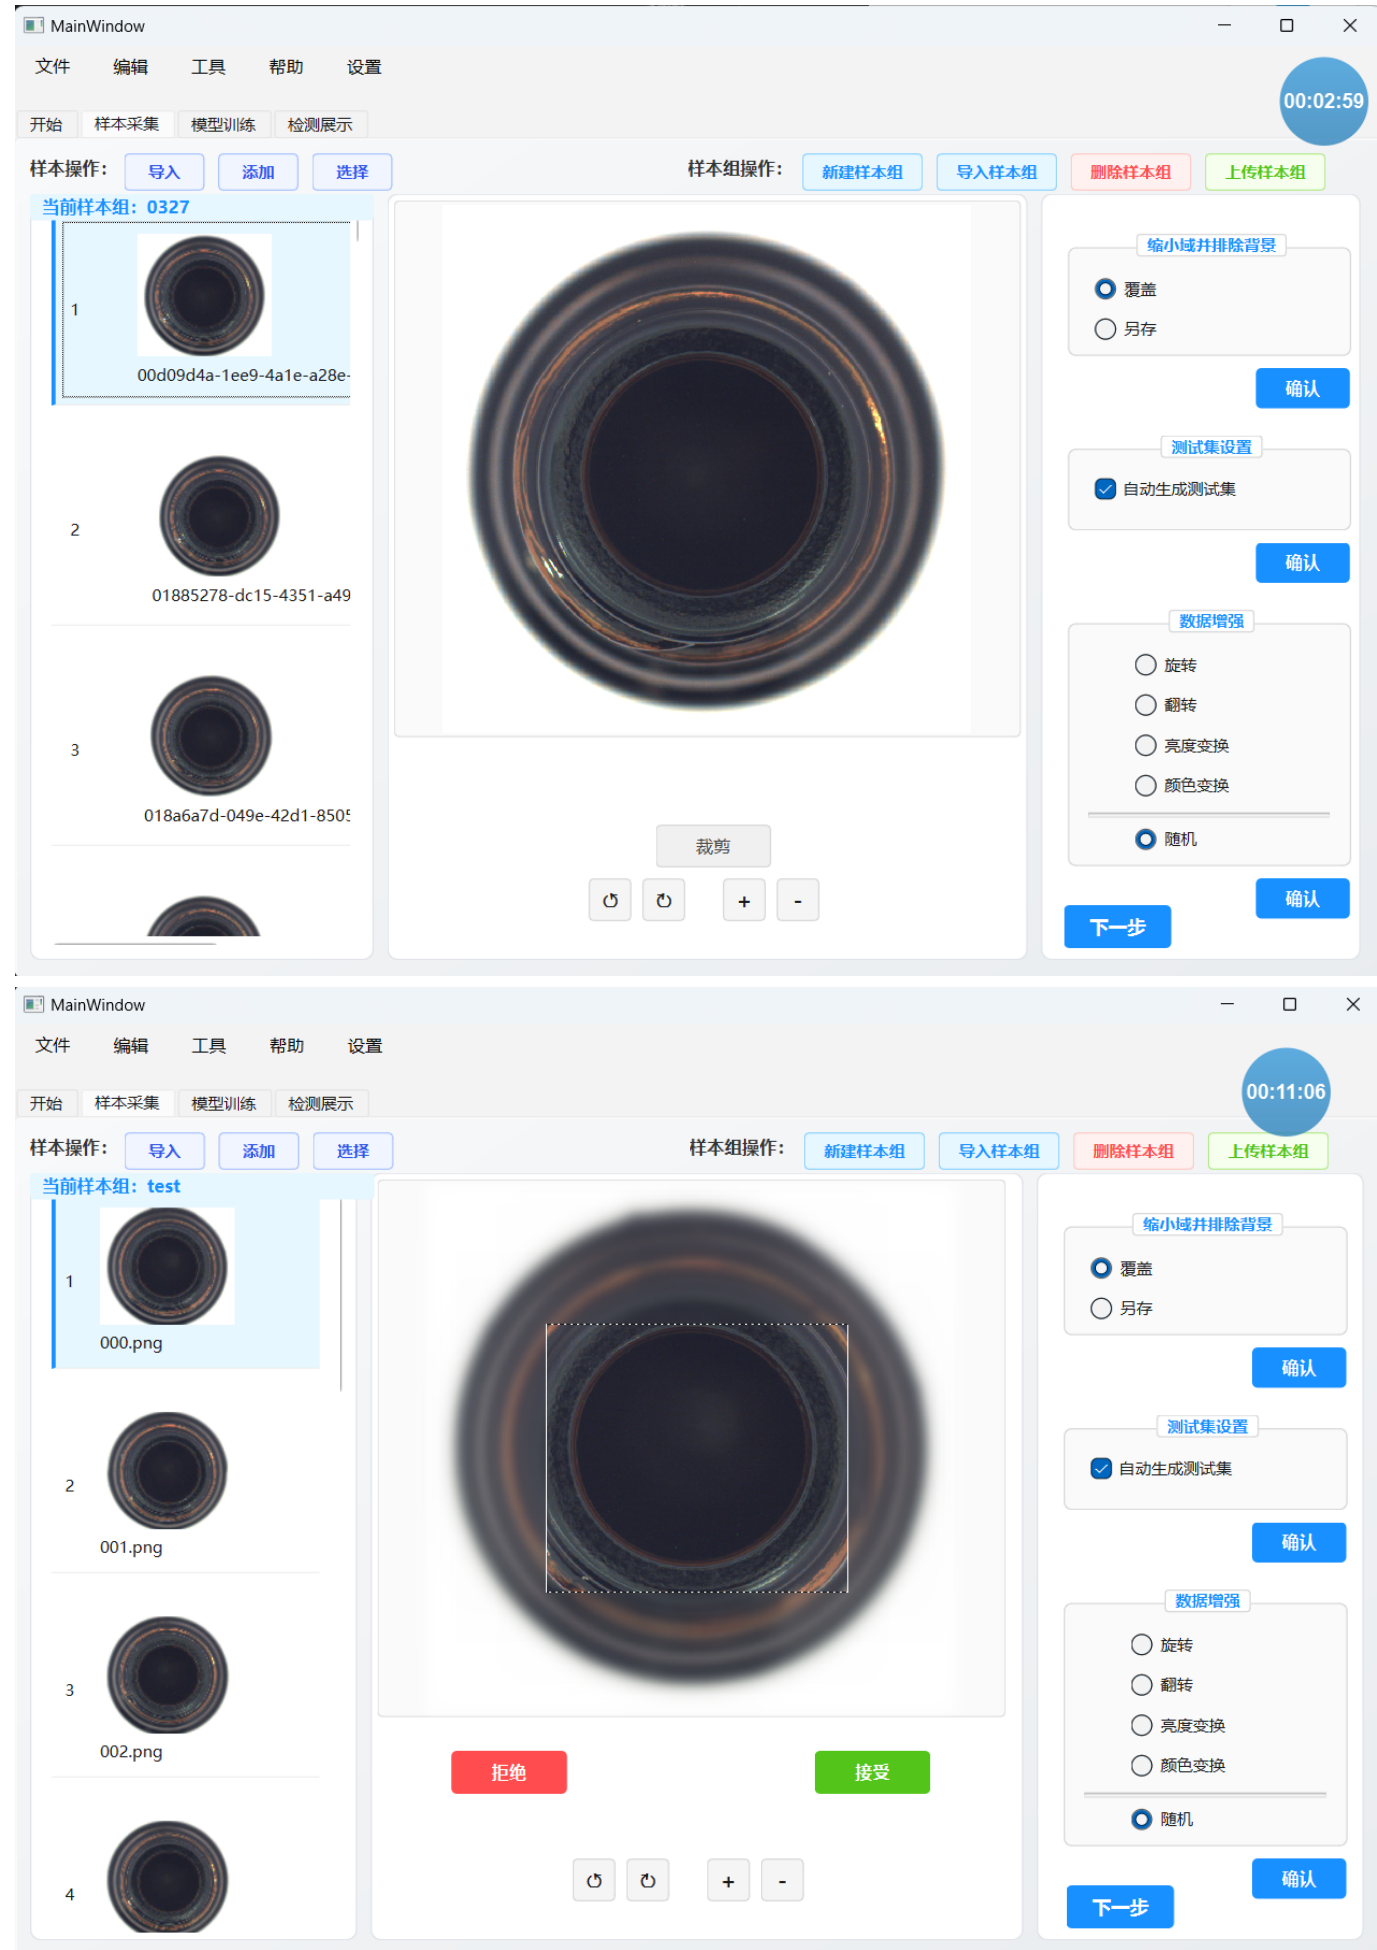 MainWindow
文件 编辑 工具 帮助 设置
00:02:59
开始 样本采集 模型训练 检测展示
样本操作： 导入 添加 选择 样本组操作： 新建样本组 导入样本组 删除样本组 上传样本组
当前样本组：0327
1
00d09d4a-1ee9-4a1e-a28e-
2
01885278-dc15-4351-a49
3
018a6a7d-049e-42d1-8505
裁剪
+ -
缩小域并排除背景
覆盖
另存
确认
测试集设置
自动生成测试集
确认
数据增强
旋转
翻转
亮度变换
颜色变换
随机
确认
下一步
MainWindow
文件 编辑 工具 帮助 设置
00:11:06
开始 样本采集 模型训练 检测展示
样本操作： 导入 添加 选择 样本组操作： 新建样本组 导入样本组 删除样本组 上传样本组
当前样本组：test
1
000.png
2
001.png
3
002.png
4
拒绝 接受
+ -
缩小域并排除背景
覆盖
另存
确认
测试集设置
自动生成测试集
确认
数据增强
旋转
翻转
亮度变换
颜色变换
随机
确认
下一步